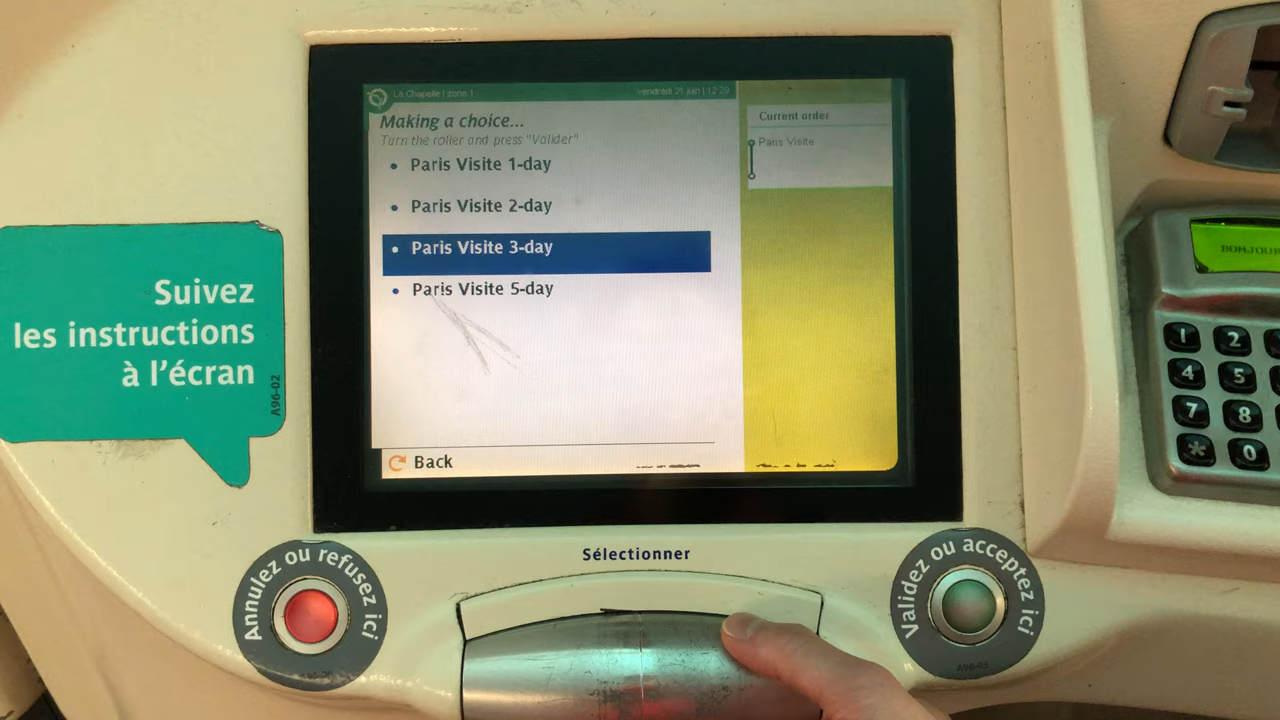 La Chapelle | zone 1
vendredi 21 juin | 12:29
Making a choice...
Turn the roller and press "Valider"
• Paris Visite 1-day
• Paris Visite 2-day
• Paris Visite 3-day
• Paris Visite 5-day
Back
Current order
Paris Visite
Suivez
les instructions
à l'écran
A96-02
BONJOUR
1 2
4 5
7 8
* 0
Sélectionner
Annulez ou refusez ici
Validez ou acceptez ici